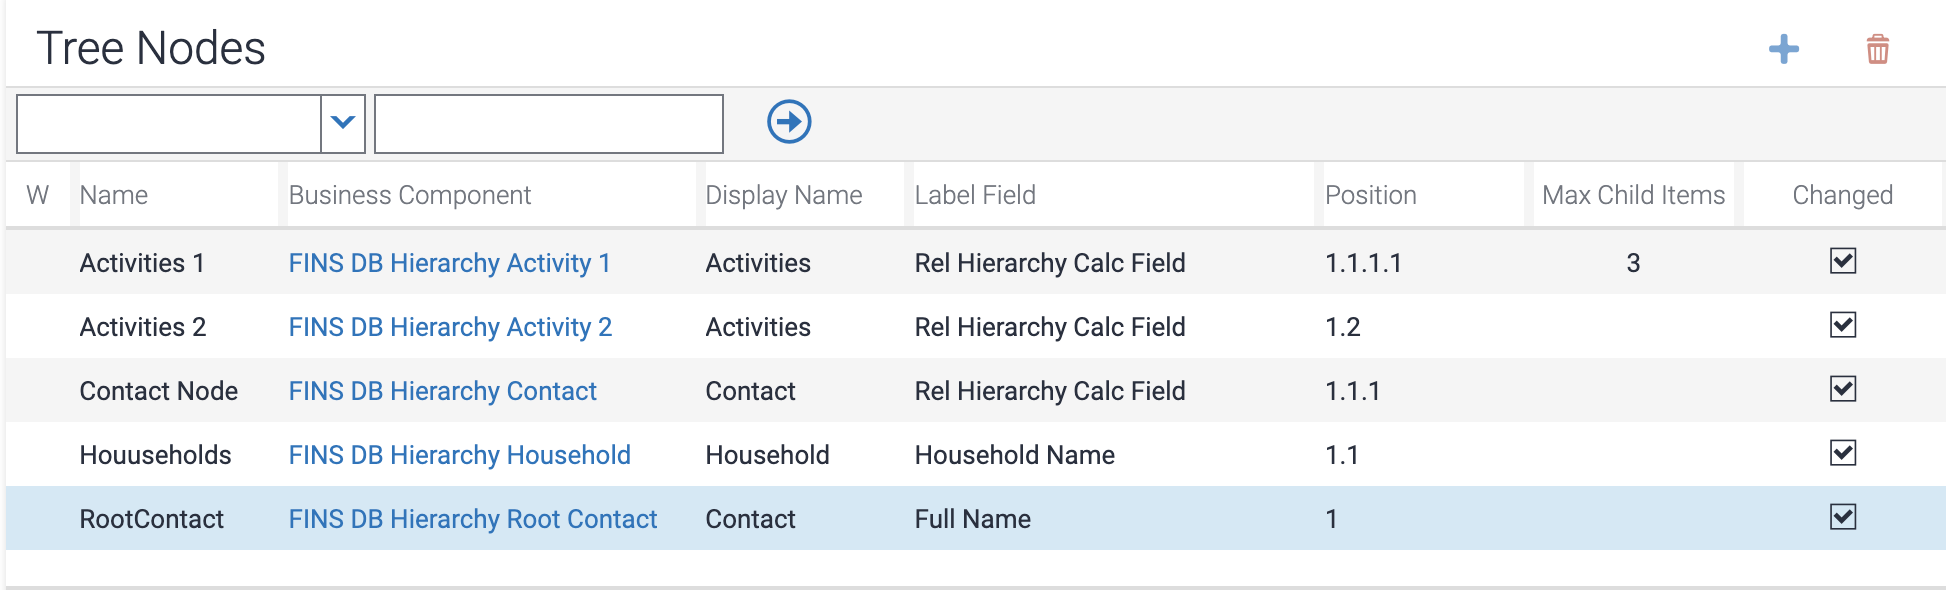 Tree Nodes
W Name Business Component Display Name Label Field Position Max Child Items Changed
Activities 1 FINS DB Hierarchy Activity 1 Activities Rel Hierarchy Calc Field 1.1.1.1 3
Activities 2 FINS DB Hierarchy Activity 2 Activities Rel Hierarchy Calc Field 1.2
Contact Node FINS DB Hierarchy Contact Contact Rel Hierarchy Calc Field 1.1.1
Houuseholds FINS DB Hierarchy Household Household Household Name 1.1
RootContact FINS DB Hierarchy Root Contact Contact Full Name 1